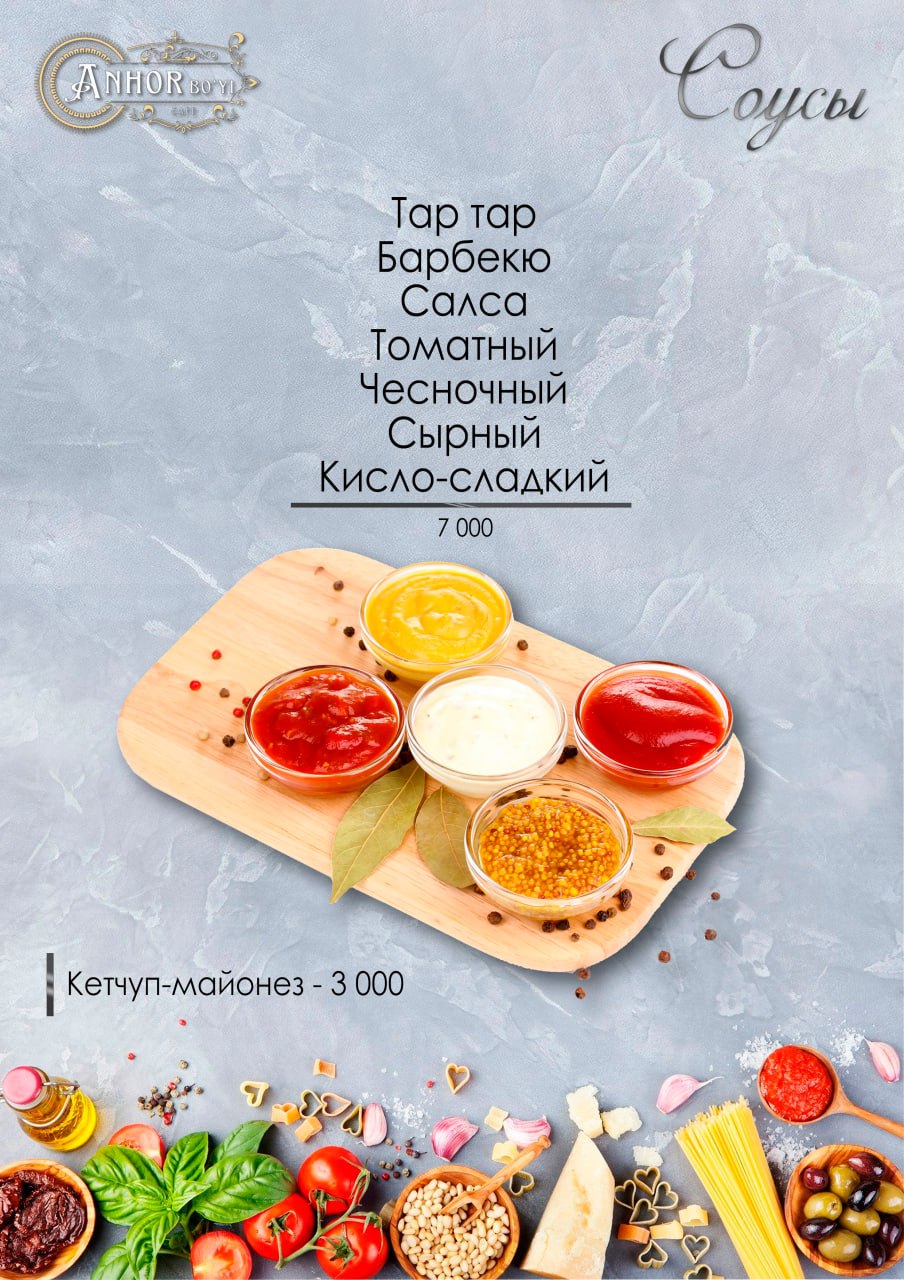 ANHOR BO'YI
CAFE
Соусы
Тар тар
Барбекю
Салса
Томатный
Чесночный
Сырный
Кисло-сладкий
7 000
Кетчуп-майонез - 3 000